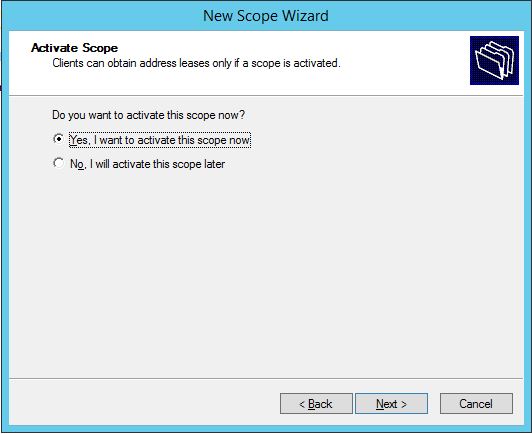 New Scope Wizard
Activate Scope
Clients can obtain address leases only if a scope is activated.
Do you want to activate this scope now?
Yes, I want to activate this scope now
No, I will activate this scope later
< Back
Next >
Cancel